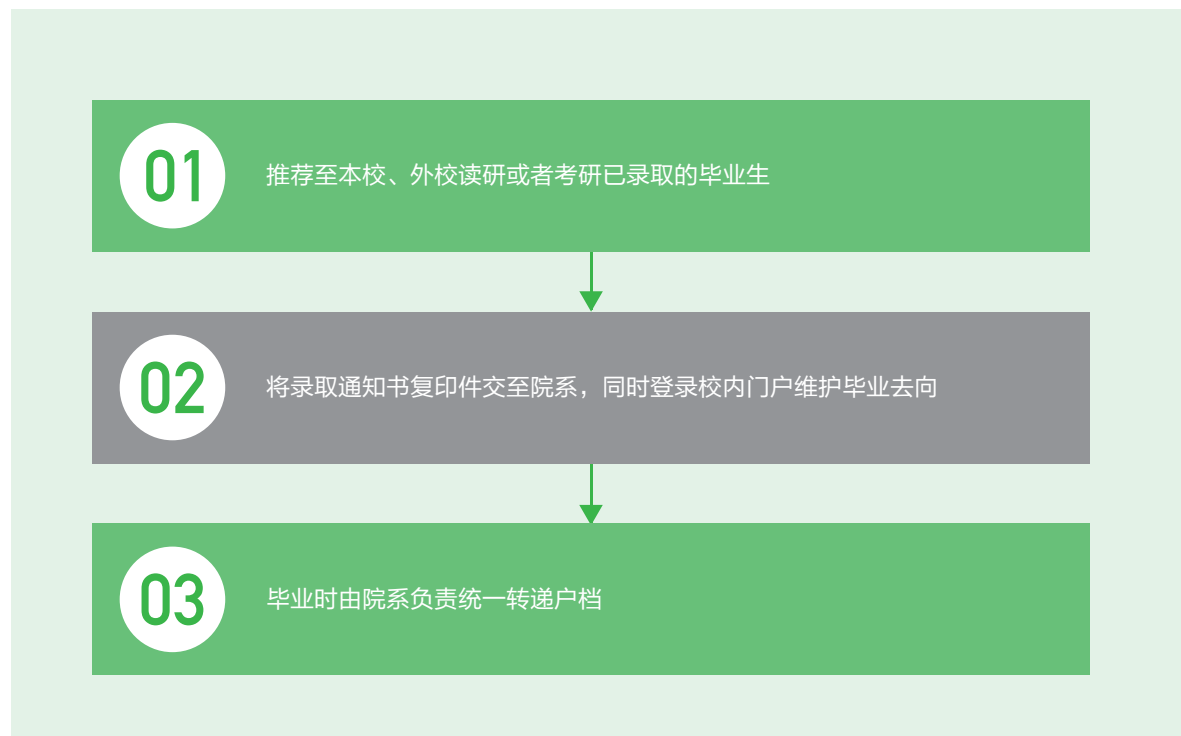 01
推荐至本校、外校读研或者考研已录取的毕业生
02
将录取通知书复印件交至院系，同时登录校内门户维护毕业去向
03
毕业时由院系负责统一转递户档